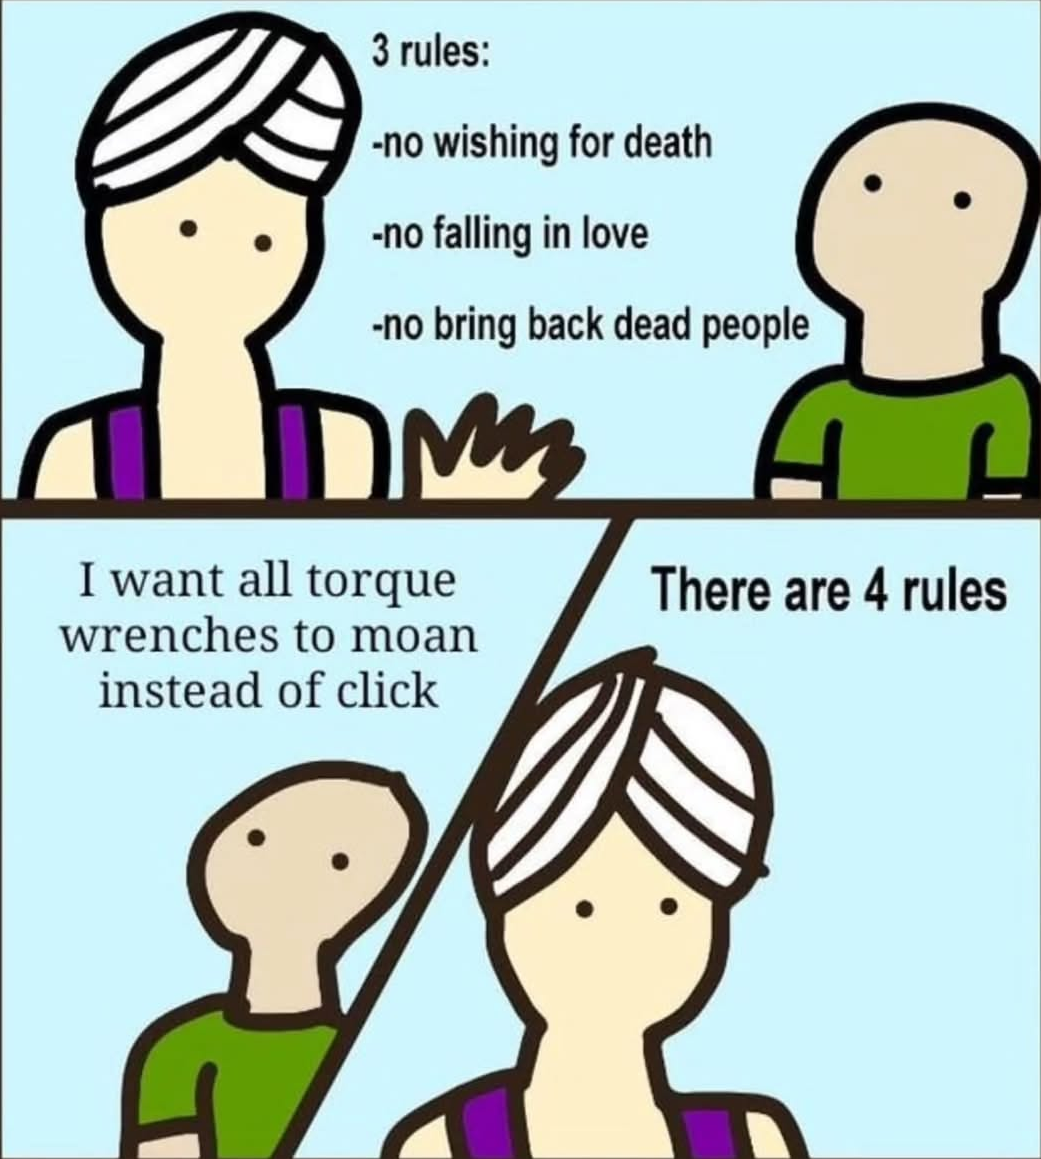 3 rules:
-no wishing for death
-no falling in love
-no bring back dead people
I want all torque
wrenches to moan
instead of click
There are 4 rules